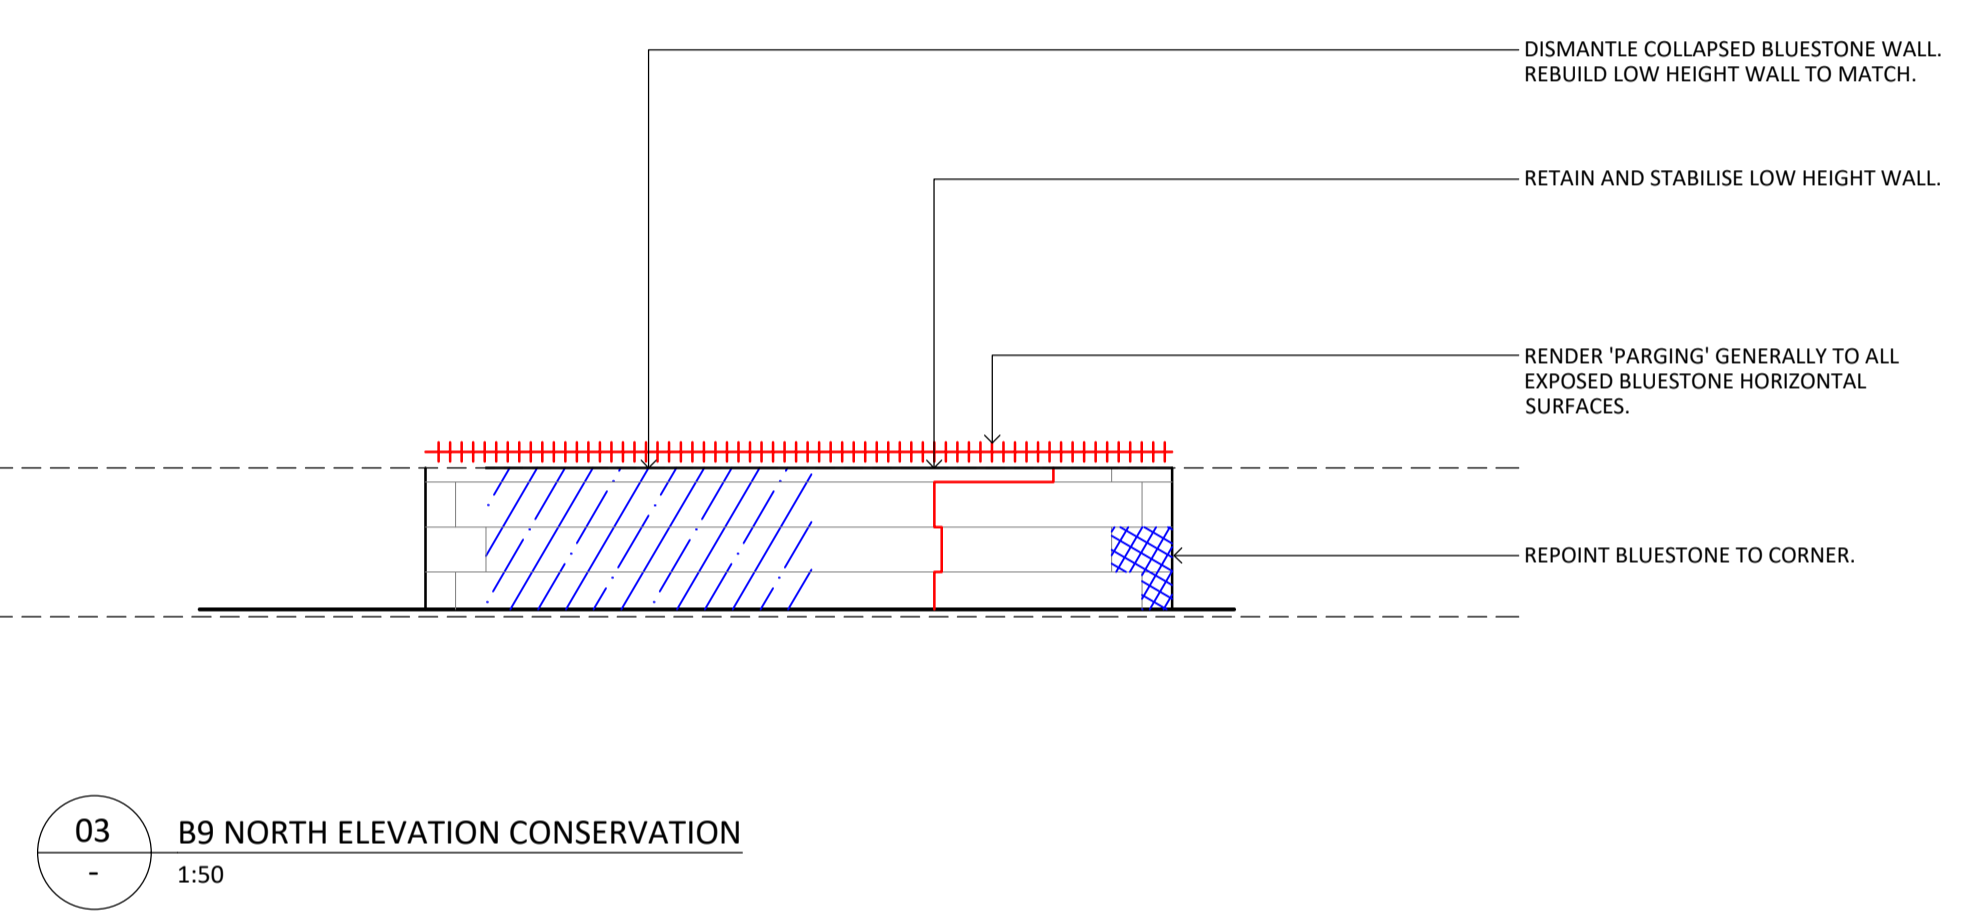 DISMANTLE COLLAPSED BLUESTONE WALL.
REBUILD LOW HEIGHT WALL TO MATCH.
RETAIN AND STABILISE LOW HEIGHT WALL.
RENDER 'PARGING' GENERALLY TO ALL
EXPOSED BLUESTONE HORIZONTAL
SURFACES.
REPOINT BLUESTONE TO CORNER.
03
-
B9 NORTH ELEVATION CONSERVATION
1:50